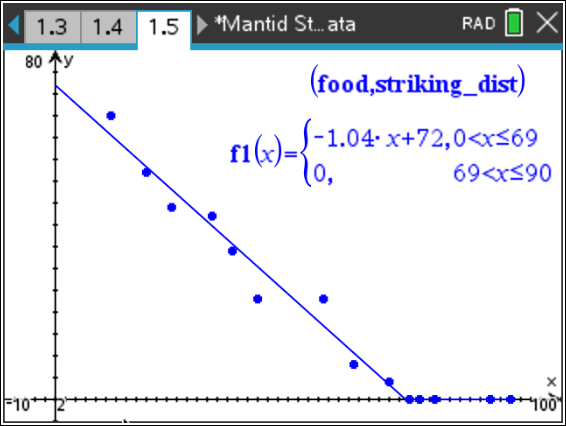 1.3 1.4 1.5 *Mantid St...ata RAD
80 y
(food,striking_dist)
f1(x)={-1.04· x+72,0<x≤69
0, 69<x≤90
x
-10 2 100